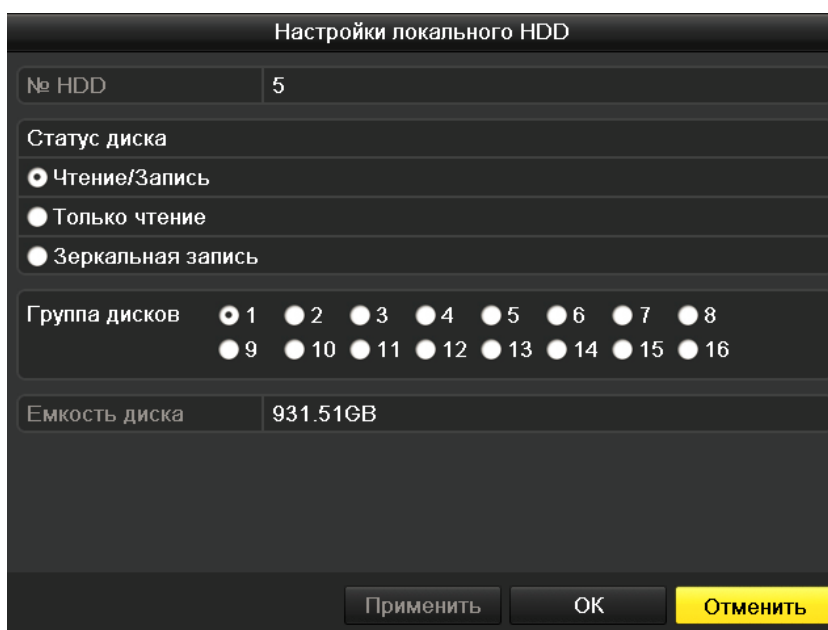 Настройки локального HDD
№ HDD 5
Статус диска
Чтение/Запись
Только чтение
Зеркальная запись
Группа дисков 1 2 3 4 5 6 7 8
9 10 11 12 13 14 15 16
Емкость диска 931.51GB
Применить OK Отменить